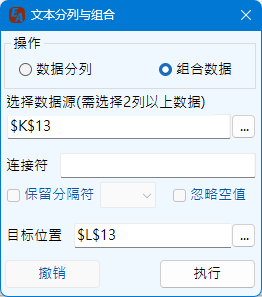 文本分列与组合
操作
数据分列
組合数据
选择数据源(需选择2列以上数据)
$K$13
...
连接符
保留分隔符
忽略空值
目标位置
$L$13
...
撤销
执行